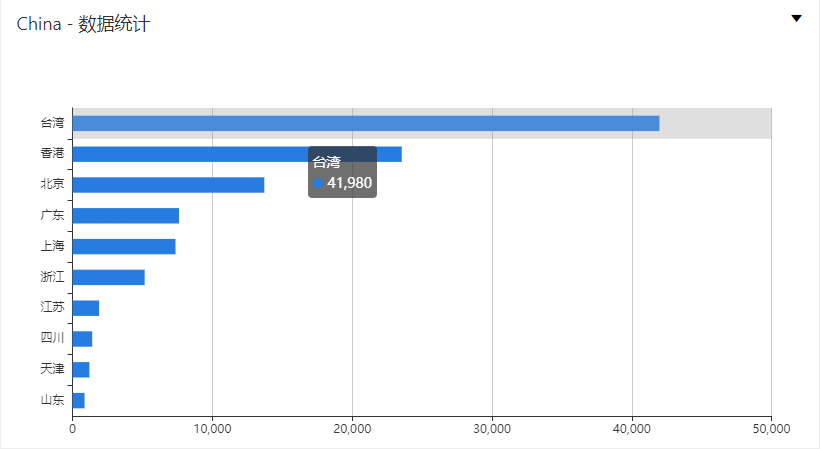 China - 数据统计
台湾
香港
台湾
41,980
北京
广东
上海
浙江
江苏
四川
天津
山东
0 10,000 20,000 30,000 40,000 50,000